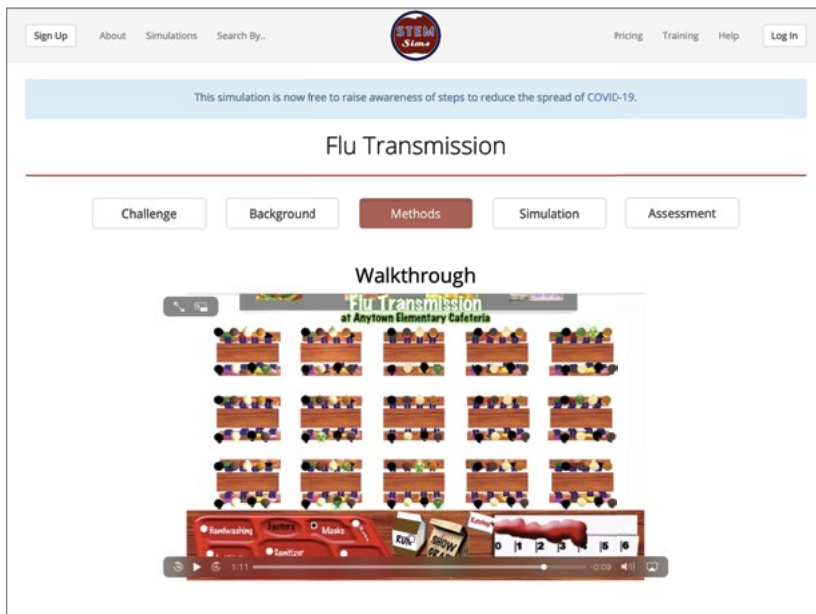 Sign Up About Simulations Search By.. STEM Sims Pricing Training Help Log In
This simulation is now free to raise awareness of steps to reduce the spread of COVID-19.
Flu Transmission
Challenge Background Methods Simulation Assessment
Walkthrough
Flu Transmission
at Anytown Elementary Cafeteria
Handwashing Factors Masks
Sanitizer
RUN
SHOW
0 1 2 3 4 5 6
1:11 -0:09